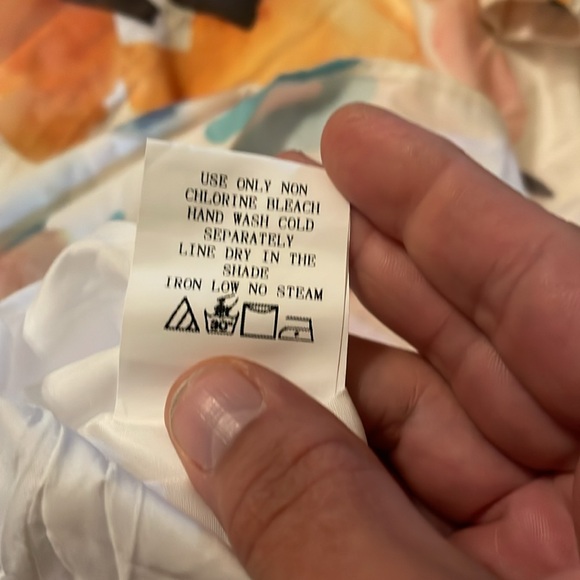 USE ONLY NON
CHLORINE BLEACH
HAND WASH COLD
SEPARATELY
LINE DRY IN THE
SHADE
IRON LOW NO STEAM
30°